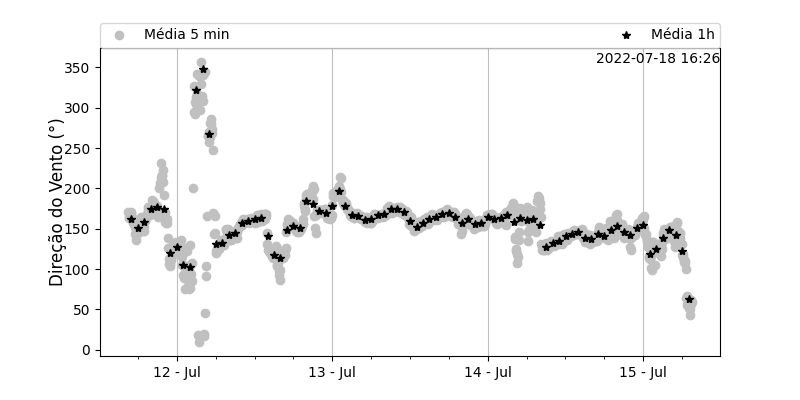 Média 5 min
Média 1h
2022-07-18 16:26
Direção do Vento (°)
350
300
250
200
150
100
50
0
12 - Jul
13 - Jul
14 - Jul
15 - Jul